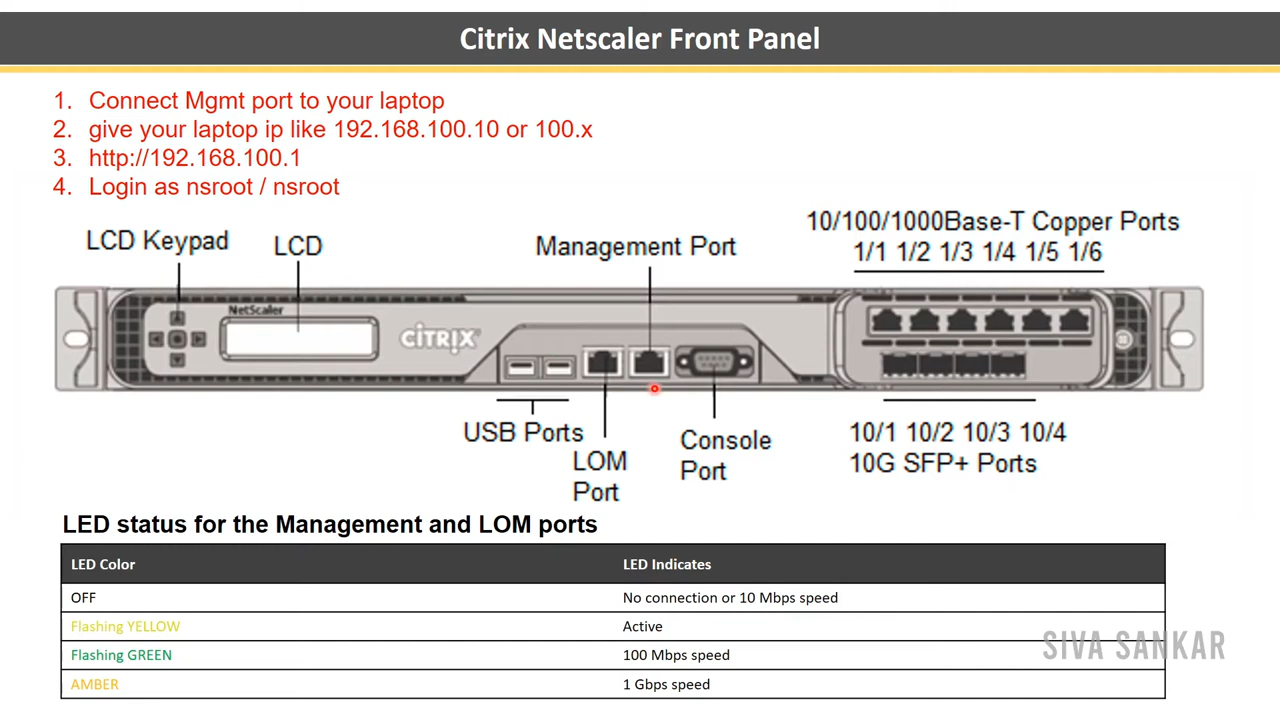 Citrix Netscaler Front Panel
1. Connect Mgmt port to your laptop
2. give your laptop ip like 192.168.100.10 or 100.x
3. http://192.168.100.1
4. Login as nsroot / nsroot
LCD Keypad
LCD
Management Port
10/100/1000Base-T Copper Ports
1/1 1/2 1/3 1/4 1/5 1/6
NetScaler
CITRIX®
USB Ports
LOM
Port
Console
Port
10/1 10/2 10/3 10/4
10G SFP+ Ports
LED status for the Management and LOM ports
LED Color LED Indicates
OFF No connection or 10 Mbps speed
Flashing YELLOW Active
Flashing GREEN 100 Mbps speed
AMBER 1 Gbps speed
SIVA SANKAR